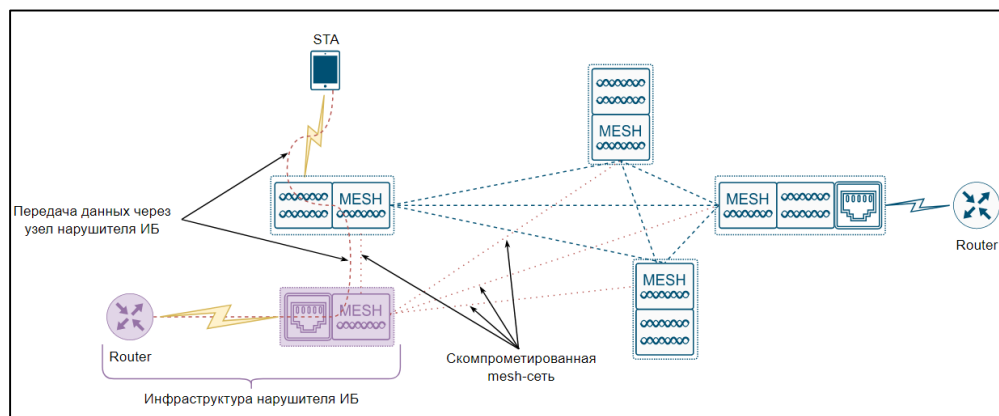 STA
MESH
MESH
MESH
Передача данных через
узел нарушителя ИБ
Router
MESH
MESH
Router
Скомпрометированная
mesh-сеть
Инфраструктура нарушителя ИБ